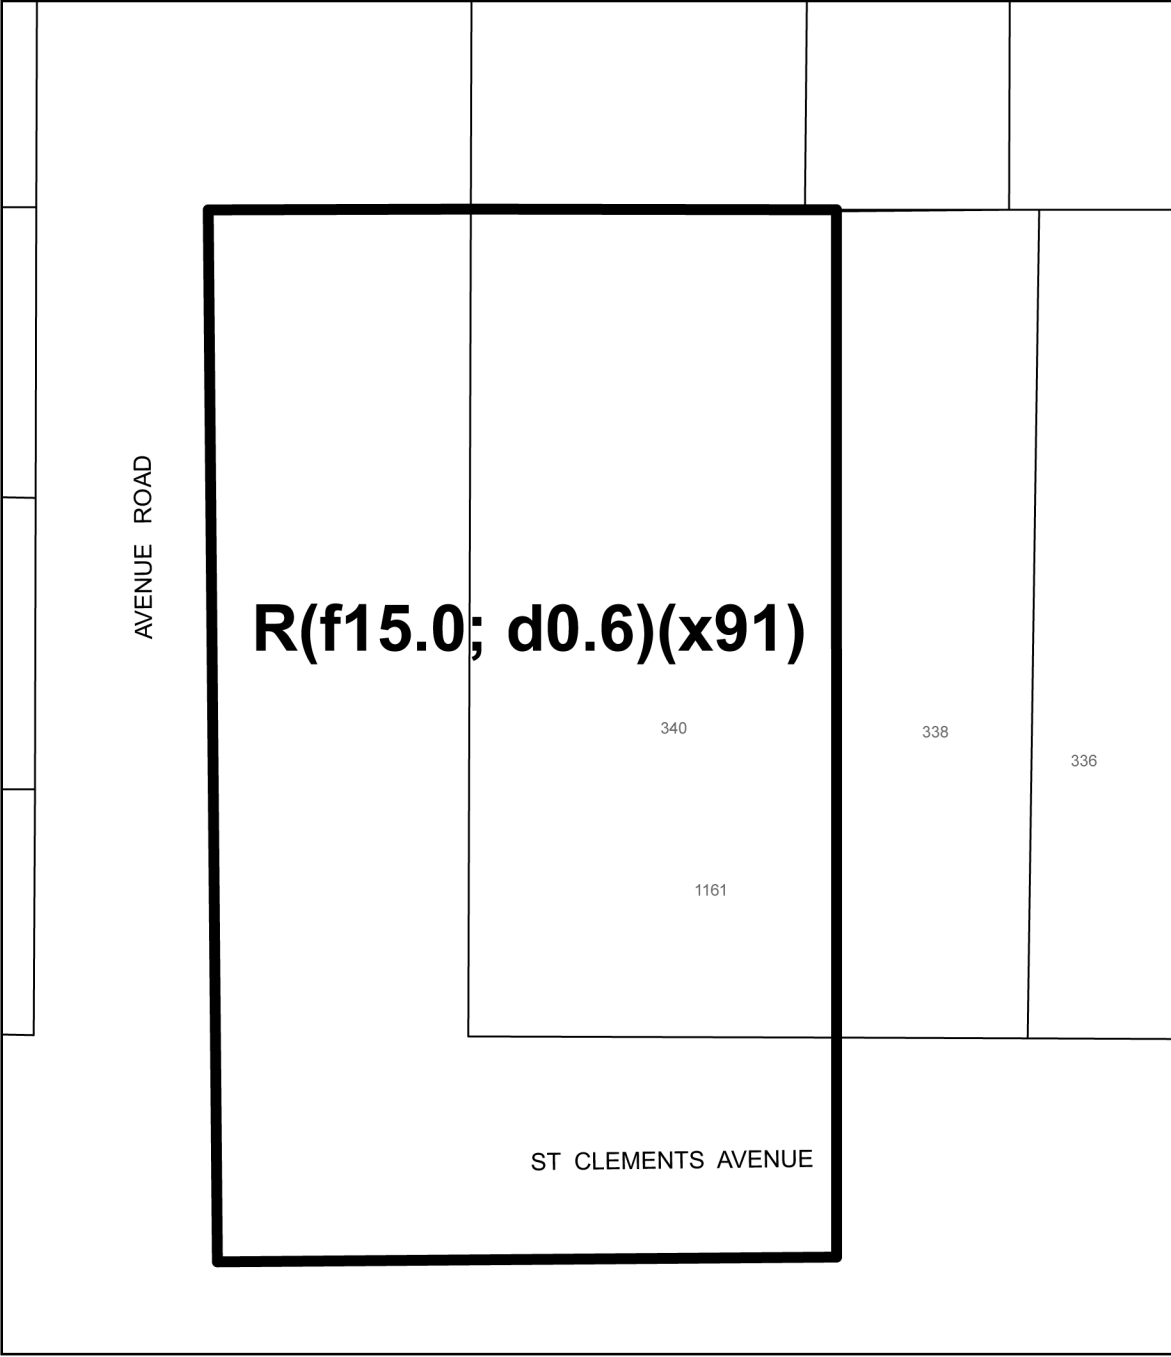 AVENUE ROAD
R(f15.0; d0.6)(x91)
340
338
336
1161
ST CLEMENTS AVENUE